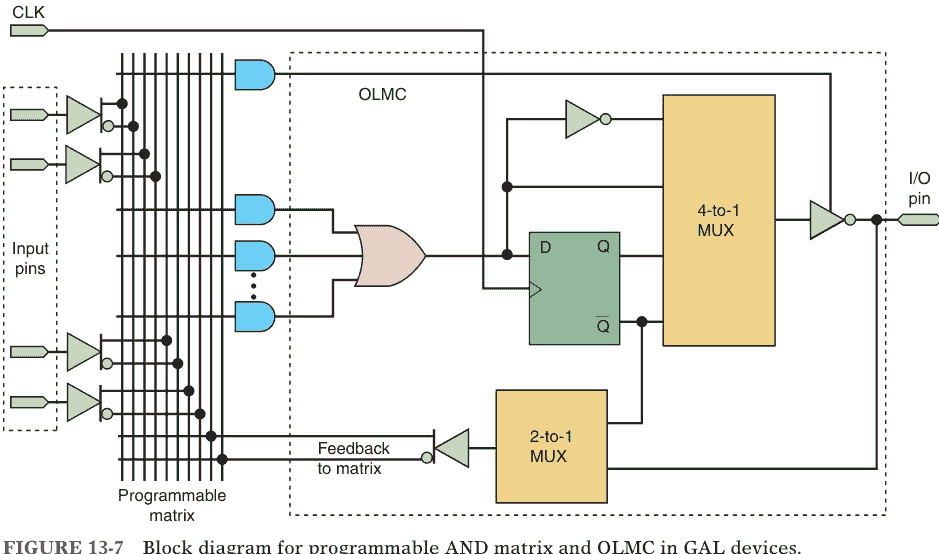 CLK
OLMC
I/O
pin
4-to-1
MUX
Input
pins
D
Q
Q̅
2-to-1
MUX
Feedback
to matrix
Programmable
matrix
FIGURE 13-7 Block diagram for programmable AND matrix and OLMC in GAL devices.